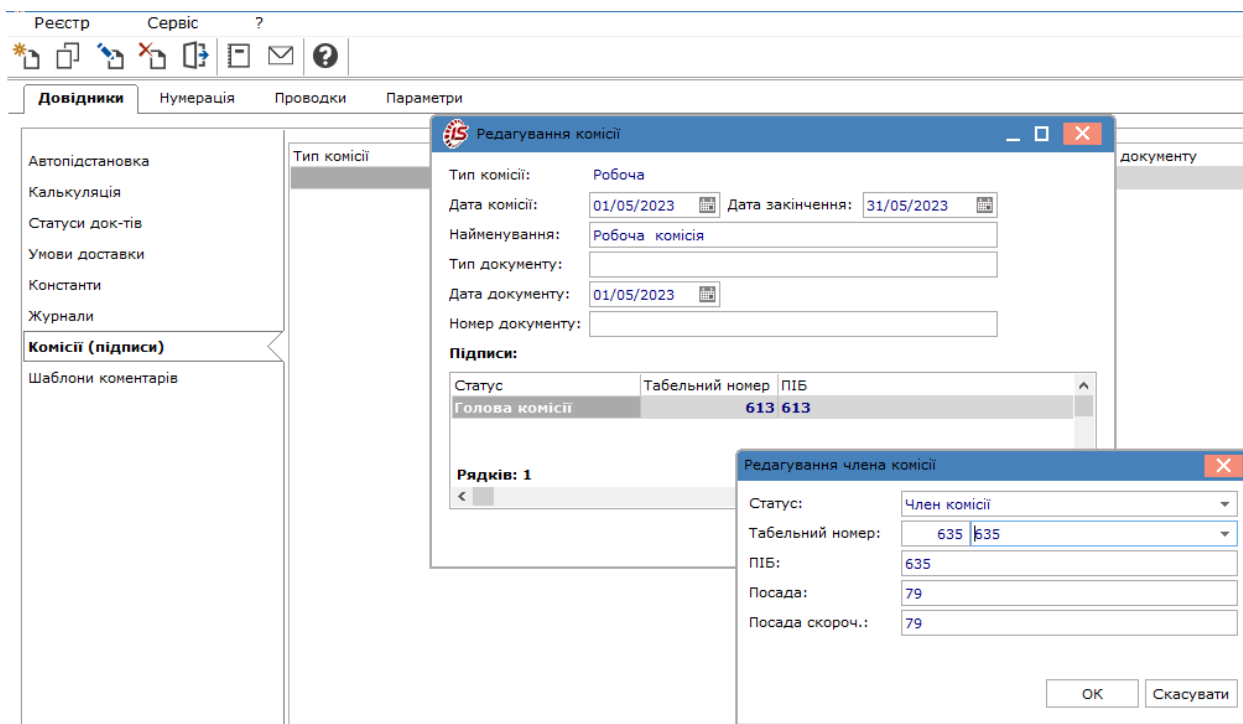 Реєстр Сервіс ?
Довідники Нумерація Проводки Параметри
Автопідстановка
Калькуляція
Статуси док-тів
Умови доставки
Константи
Журнали
Комісії (підписи)
Шаблони коментарів
Тип комісії документу
IS Редагування комісії
Тип комісії: Робоча
Дата комісії: 01/05/2023 Дата закінчення: 31/05/2023
Найменування: Робоча комісія
Тип документу:
Дата документу: 01/05/2023
Номер документу:
Підписи:
Статус Табельний номер ПІБ
Голова комісії 613 613
Рядків: 1
Редагування члена комісії
Статус: Член комісії
Табельний номер: 635 635
ПІБ: 635
Посада: 79
Посада скороч.: 79
ОК Скасувати